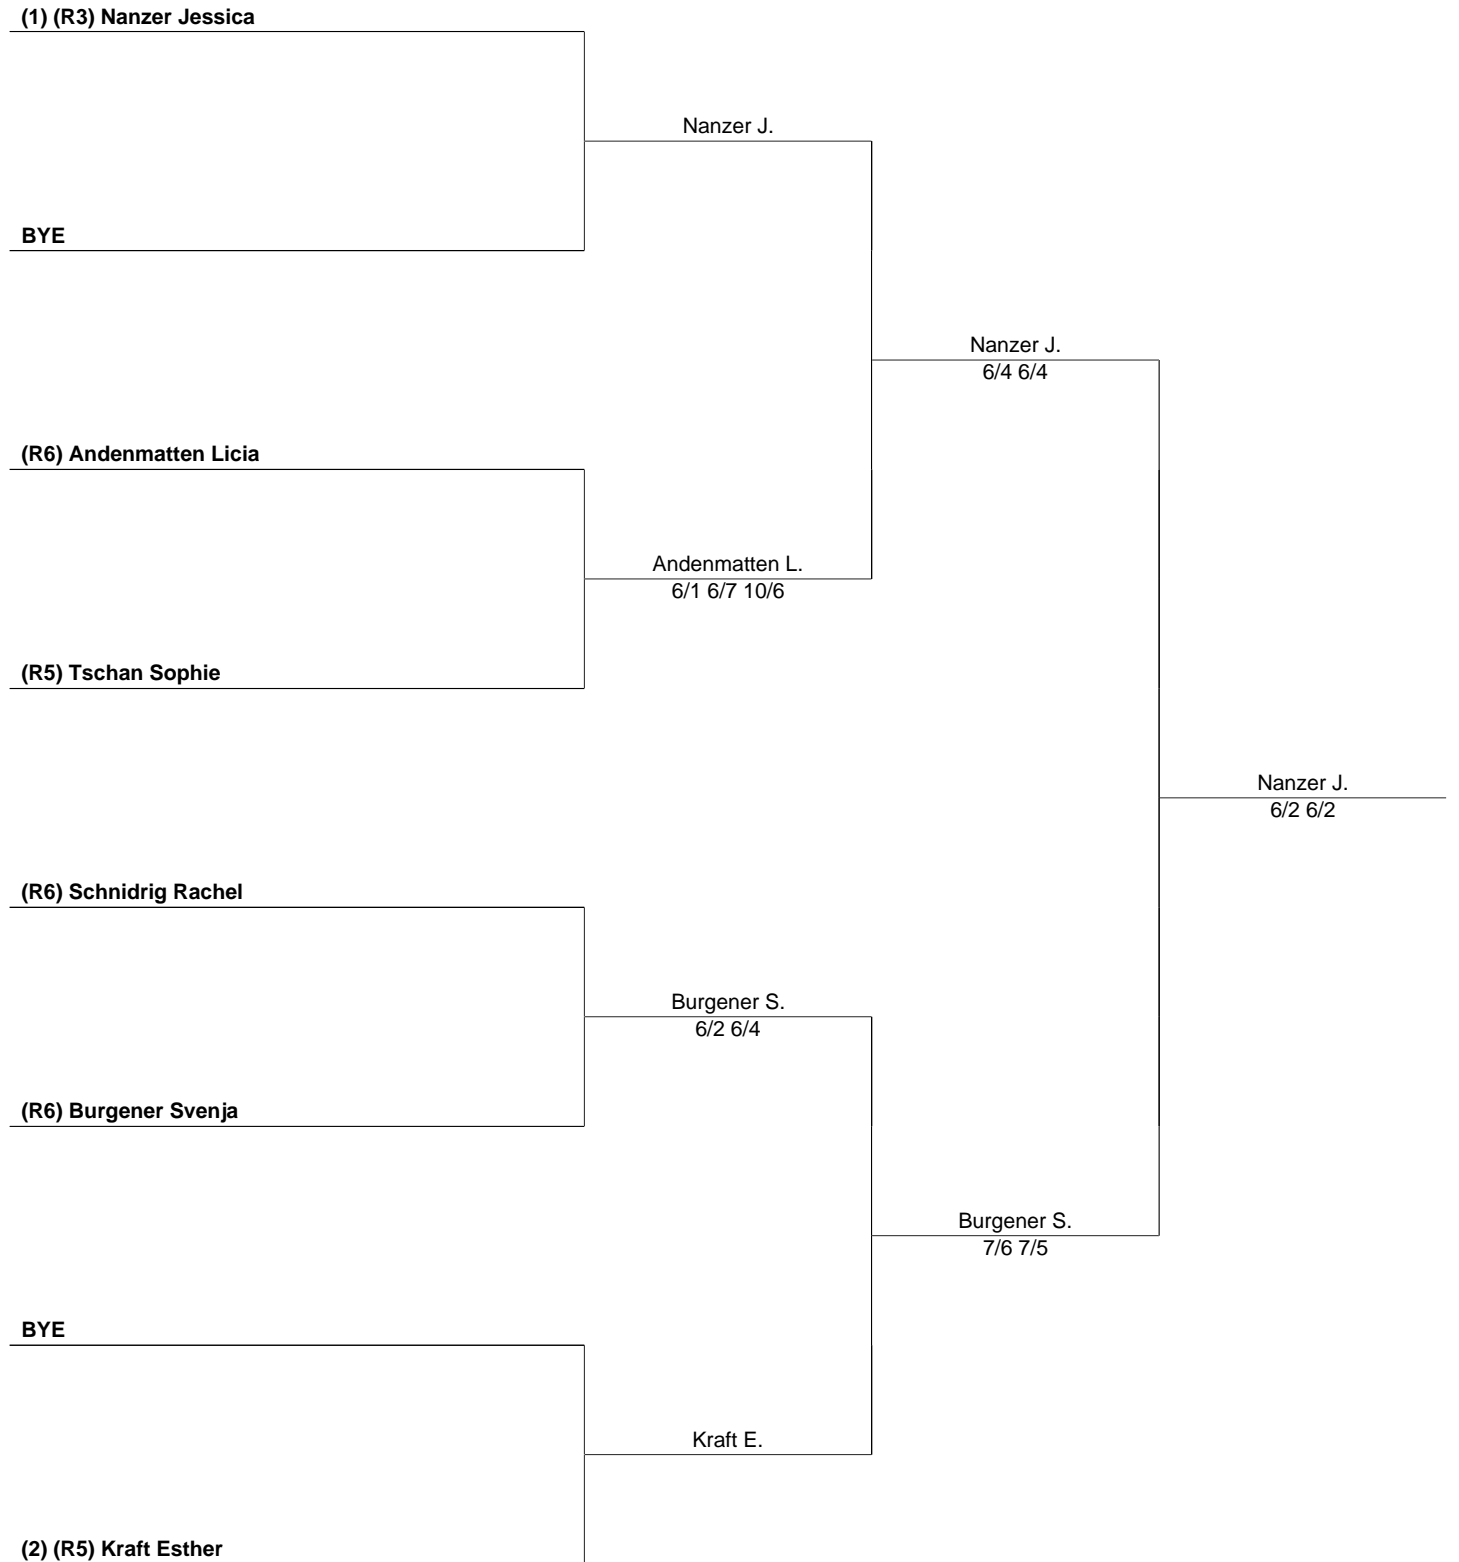 (1) (R3) Nanzer Jessica
Nanzer J.
BYE
Nanzer J.
6/4 6/4
(R6) Andenmatten Licia
Andenmatten L.
6/1 6/7 10/6
(R5) Tschan Sophie
Nanzer J.
6/2 6/2
(R6) Schnidrig Rachel
Burgener S.
6/2 6/4
(R6) Burgener Svenja
Burgener S.
7/6 7/5
BYE
Kraft E.
(2) (R5) Kraft Esther